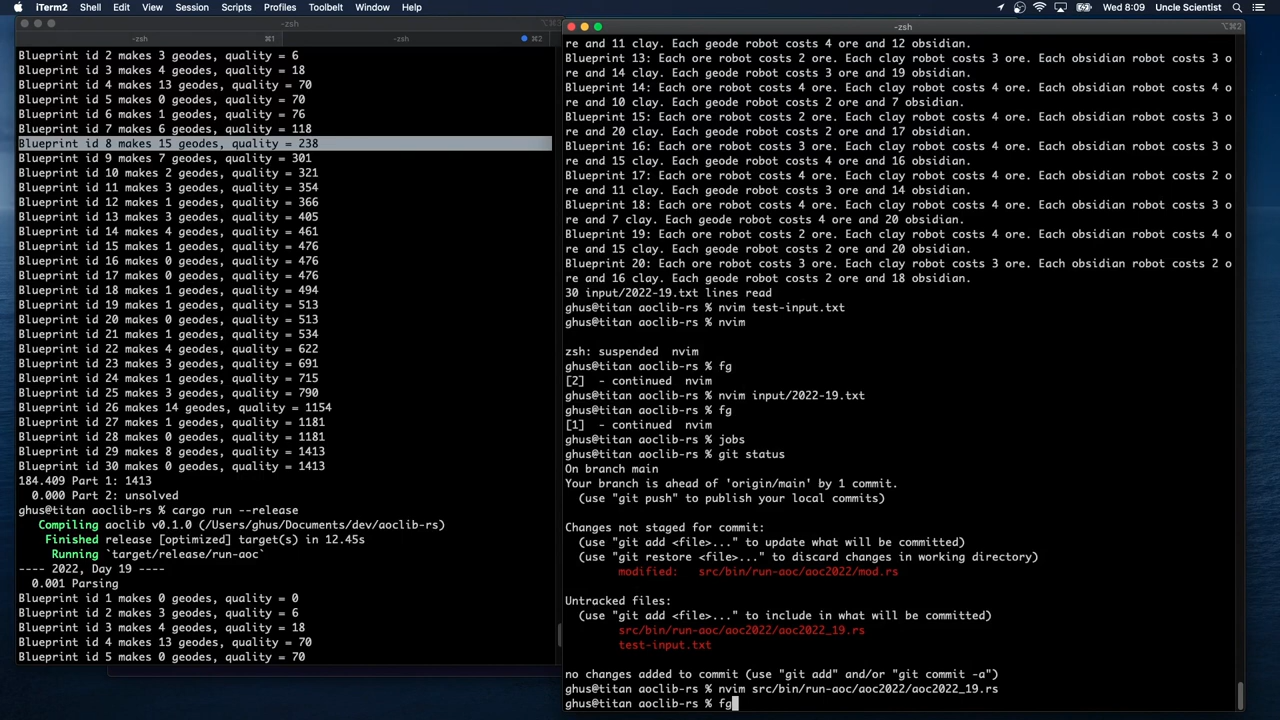 iTerm2 Shell Edit View Session Scripts Profiles Toolbelt Window Help Wed 8:09 Uncle Scientist
-zsh ⌥⌘1
-zsh ⌘1 -zsh ⌘2
Blueprint id 2 makes 3 geodes, quality = 6
Blueprint id 3 makes 4 geodes, quality = 18
Blueprint id 4 makes 13 geodes, quality = 70
Blueprint id 5 makes 0 geodes, quality = 70
Blueprint id 6 makes 1 geodes, quality = 76
Blueprint id 7 makes 6 geodes, quality = 118
Blueprint id 8 makes 15 geodes, quality = 238
Blueprint id 9 makes 7 geodes, quality = 301
Blueprint id 10 makes 2 geodes, quality = 321
Blueprint id 11 makes 3 geodes, quality = 354
Blueprint id 12 makes 1 geodes, quality = 366
Blueprint id 13 makes 3 geodes, quality = 405
Blueprint id 14 makes 4 geodes, quality = 461
Blueprint id 15 makes 1 geodes, quality = 476
Blueprint id 16 makes 0 geodes, quality = 476
Blueprint id 17 makes 0 geodes, quality = 476
Blueprint id 18 makes 1 geodes, quality = 494
Blueprint id 19 makes 1 geodes, quality = 513
Blueprint id 20 makes 0 geodes, quality = 513
Blueprint id 21 makes 1 geodes, quality = 534
Blueprint id 22 makes 4 geodes, quality = 622
Blueprint id 23 makes 3 geodes, quality = 691
Blueprint id 24 makes 1 geodes, quality = 715
Blueprint id 25 makes 3 geodes, quality = 790
Blueprint id 26 makes 14 geodes, quality = 1154
Blueprint id 27 makes 1 geodes, quality = 1181
Blueprint id 28 makes 0 geodes, quality = 1181
Blueprint id 29 makes 8 geodes, quality = 1413
Blueprint id 30 makes 0 geodes, quality = 1413
184.409 Part 1: 1413
0.000 Part 2: unsolved
ghus@titan aoclib-rs % cargo run --release
Compiling aoclib v0.1.0 (/Users/ghus/Documents/dev/aoclib-rs)
Finished release [optimized] target(s) in 12.45s
Running `target/release/run-aoc`
---- 2022, Day 19 ----
0.001 Parsing
Blueprint id 1 makes 0 geodes, quality = 0
Blueprint id 2 makes 3 geodes, quality = 6
Blueprint id 3 makes 4 geodes, quality = 18
Blueprint id 4 makes 13 geodes, quality = 70
Blueprint id 5 makes 0 geodes, quality = 70
-zsh ⌥⌘2
re and 11 clay. Each geode robot costs 4 ore and 12 obsidian.
Blueprint 13: Each ore robot costs 2 ore. Each clay robot costs 3 ore. Each obsidian robot costs 3 o
re and 14 clay. Each geode robot costs 3 ore and 19 obsidian.
Blueprint 14: Each ore robot costs 4 ore. Each clay robot costs 4 ore. Each obsidian robot costs 4 o
re and 10 clay. Each geode robot costs 2 ore and 7 obsidian.
Blueprint 15: Each ore robot costs 2 ore. Each clay robot costs 4 ore. Each obsidian robot costs 3 o
re and 20 clay. Each geode robot costs 2 ore and 17 obsidian.
Blueprint 16: Each ore robot costs 3 ore. Each clay robot costs 4 ore. Each obsidian robot costs 3 o
re and 15 clay. Each geode robot costs 4 ore and 16 obsidian.
Blueprint 17: Each ore robot costs 4 ore. Each clay robot costs 4 ore. Each obsidian robot costs 2 o
re and 11 clay. Each geode robot costs 3 ore and 14 obsidian.
Blueprint 18: Each ore robot costs 4 ore. Each clay robot costs 4 ore. Each obsidian robot costs 3 o
re and 7 clay. Each geode robot costs 4 ore and 20 obsidian.
Blueprint 19: Each ore robot costs 2 ore. Each clay robot costs 4 ore. Each obsidian robot costs 4 o
re and 15 clay. Each geode robot costs 2 ore and 20 obsidian.
Blueprint 20: Each ore robot costs 3 ore. Each clay robot costs 3 ore. Each obsidian robot costs 2 o
re and 16 clay. Each geode robot costs 2 ore and 18 obsidian.
30 input/2022-19.txt lines read
ghus@titan aoclib-rs % nvim test-input.txt
ghus@titan aoclib-rs % nvim
zsh: suspended  nvim
ghus@titan aoclib-rs % fg
[2]  - continued  nvim
ghus@titan aoclib-rs % nvim input/2022-19.txt
ghus@titan aoclib-rs % fg
[1]  - continued  nvim
ghus@titan aoclib-rs % jobs
ghus@titan aoclib-rs % git status
On branch main
Your branch is ahead of 'origin/main' by 1 commit.
(use "git push" to publish your local commits)
Changes not staged for commit:
(use "git add <file>..." to update what will be committed)
(use "git restore <file>..." to discard changes in working directory)
modified:   src/bin/run-aoc/aoc2022/mod.rs
Untracked files:
(use "git add <file>..." to include in what will be committed)
src/bin/run-aoc/aoc2022/aoc2022_19.rs
test-input.txt
no changes added to commit (use "git add" and/or "git commit -a")
ghus@titan aoclib-rs % nvim src/bin/run-aoc/aoc2022/aoc2022_19.rs
ghus@titan aoclib-rs % fg